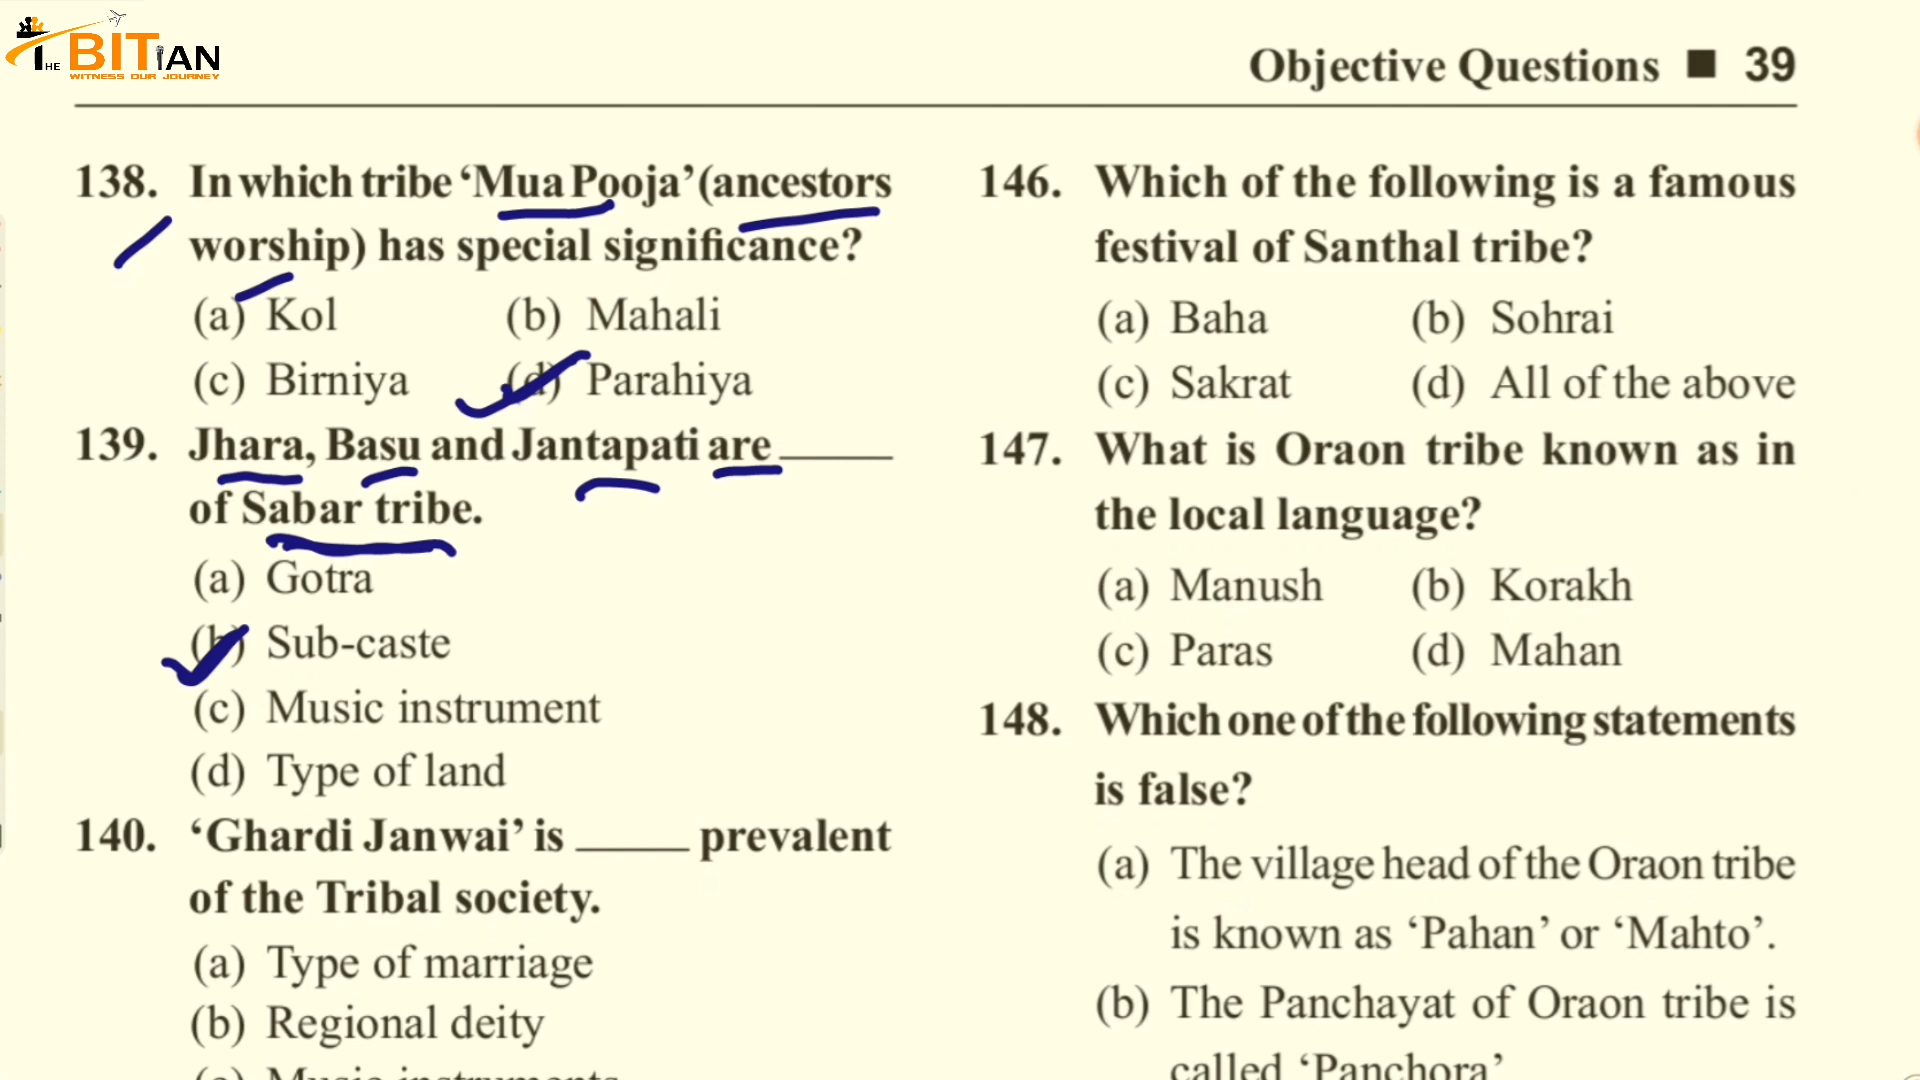 THE BITIAN
WITNESS OUR JOURNEY
Objective Questions ■ 39
138. In which tribe ‘Mua Pooja’ (ancestors
worship) has special significance?
(a) Kol (b) Mahali
(c) Birniya (d) Parahiya
139. Jhara, Basu and Jantapati are _____
of Sabar tribe.
(a) Gotra
(b) Sub-caste
(c) Music instrument
(d) Type of land
140. ‘Ghardi Janwai’ is _____ prevalent
of the Tribal society.
(a) Type of marriage
(b) Regional deity
(c) Music instruments
146. Which of the following is a famous
festival of Santhal tribe?
(a) Baha (b) Sohrai
(c) Sakrat (d) All of the above
147. What is Oraon tribe known as in
the local language?
(a) Manush (b) Korakh
(c) Paras (d) Mahan
148. Which one of the following statements
is false?
(a) The village head of the Oraon tribe
is known as ‘Pahan’ or ‘Mahto’.
(b) The Panchayat of Oraon tribe is
called ‘Panchora’